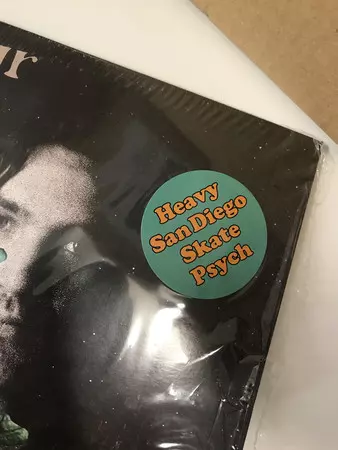 Heavy
San Diego
Skate
Psych